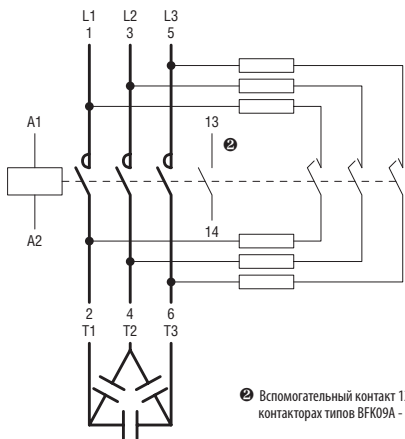 L1 L2 L3
1 3 5
A1
13
❷
A2
14
2 4 6
T1 T2 T3
❷ Вспомогательный контакт 1
контакторах типов BFK09A -